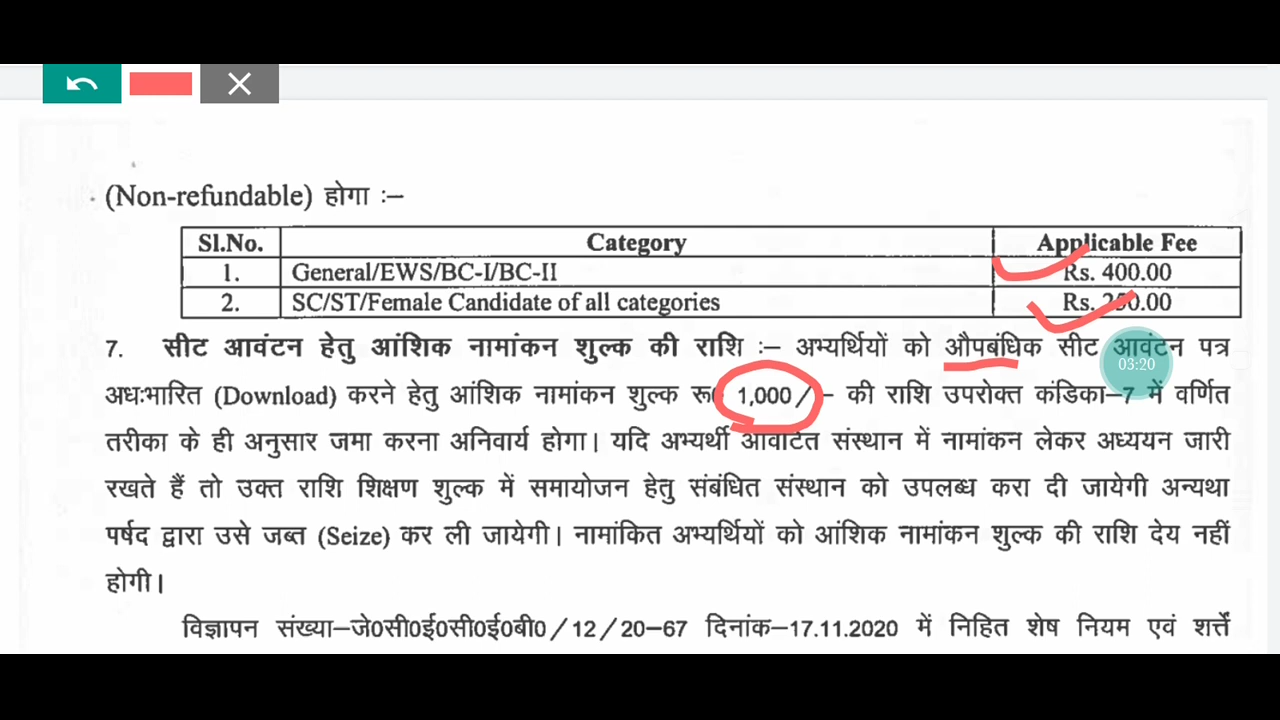 (Non-refundable) होगा :–
Sl.No. Category Applicable Fee
1. General/EWS/BC-I/BC-II Rs. 400.00
2. SC/ST/Female Candidate of all categories Rs. 250.00
7. सीट आवंटन हेतु आंशिक नामांकन शुल्क की राशि :– अभ्यर्थियों को औपबंधिक सीट आवंटन पत्र
03:20
अधःभारित (Download) करने हेतु आंशिक नामांकन शुल्क रू0 1,000/– की राशि उपरोक्त कंडिका–7 में वर्णित
तरीका के ही अनुसार जमा करना अनिवार्य होगा। यदि अभ्यर्थी आवंटित संस्थान में नामांकन लेकर अध्ययन जारी
रखते हैं तो उक्त राशि शिक्षण शुल्क में समायोजन हेतु संबंधित संस्थान को उपलब्ध करा दी जायेगी अन्यथा
पर्षद द्वारा उसे जब्त (Seize) कर ली जायेगी। नामांकित अभ्यर्थियों को आंशिक नामांकन शुल्क की राशि देय नहीं
होगी।
विज्ञापन संख्या–जे0सी0ई0सी0ई0बी0/12/20–67 दिनांक–17.11.2020 में निहित शेष नियम एवं शर्त्तें